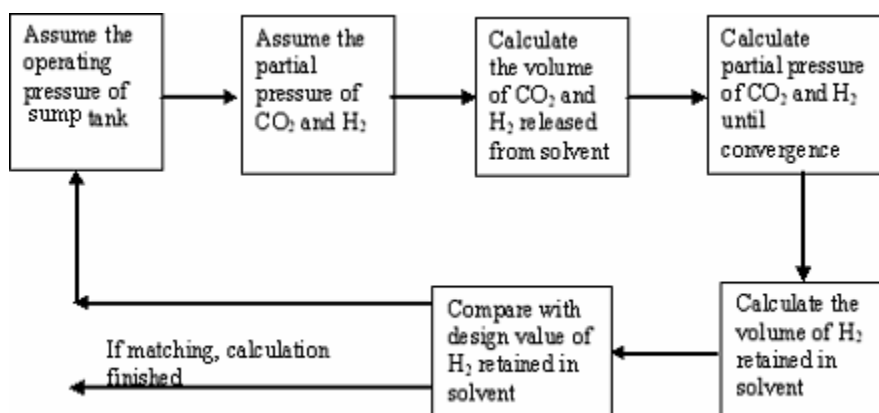 Assume the
operating
pressure of
sump tank
Assume the
partial
pressure of
CO₂ and H₂
Calculate
the volume
of CO₂ and
H₂ released
from solvent
Calculate
partial pressure
of CO₂ and H₂
until
convergence
Calculate the
volume of H₂
retained in
solvent
Compare with
design value of
H₂ retained in
solvent
If matching, calculation
finished